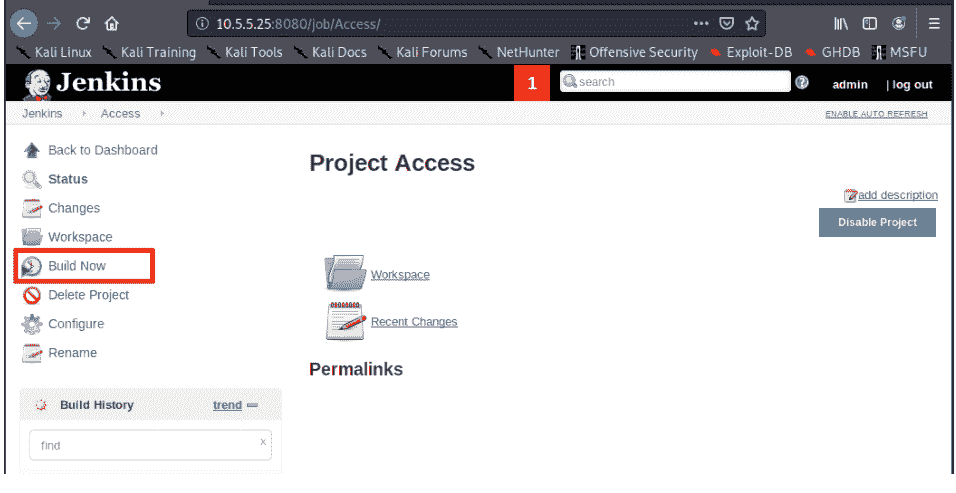 10.5.5.25:8080/job/Access/
Kali Linux Kali Training Kali Tools Kali Docs Kali Forums NetHunter Offensive Security Exploit-DB GHDB MSFU
Jenkins 1 search admin | log out
Jenkins Access ENABLE AUTO REFRESH
Back to Dashboard
Status
Changes
Workspace
Build Now
Delete Project
Configure
Rename
Build History trend
find x
Project Access
add description
Disable Project
Workspace
Recent Changes
Permalinks